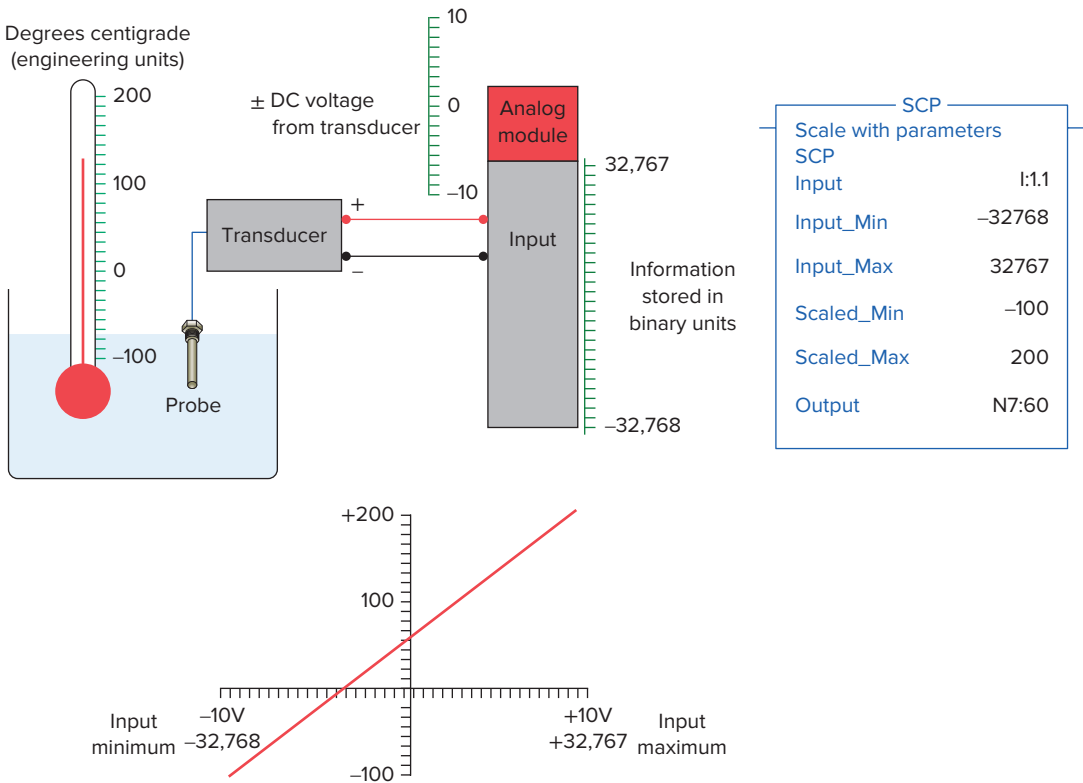 Degrees centigrade
(engineering units)
200
100
0
–100
Probe
± DC voltage
from transducer
10
0
–10
Transducer
+
–
Analog
module
Input
32,767
Information
stored in
binary units
–32,768
SCP
Scale with parameters
SCP
Input I:1.1
Input_Min –32768
Input_Max 32767
Scaled_Min –100
Scaled_Max 200
Output N7:60
+200
100
–100
Input
minimum
–10V
–32,768
+10V
+32,767
Input
maximum